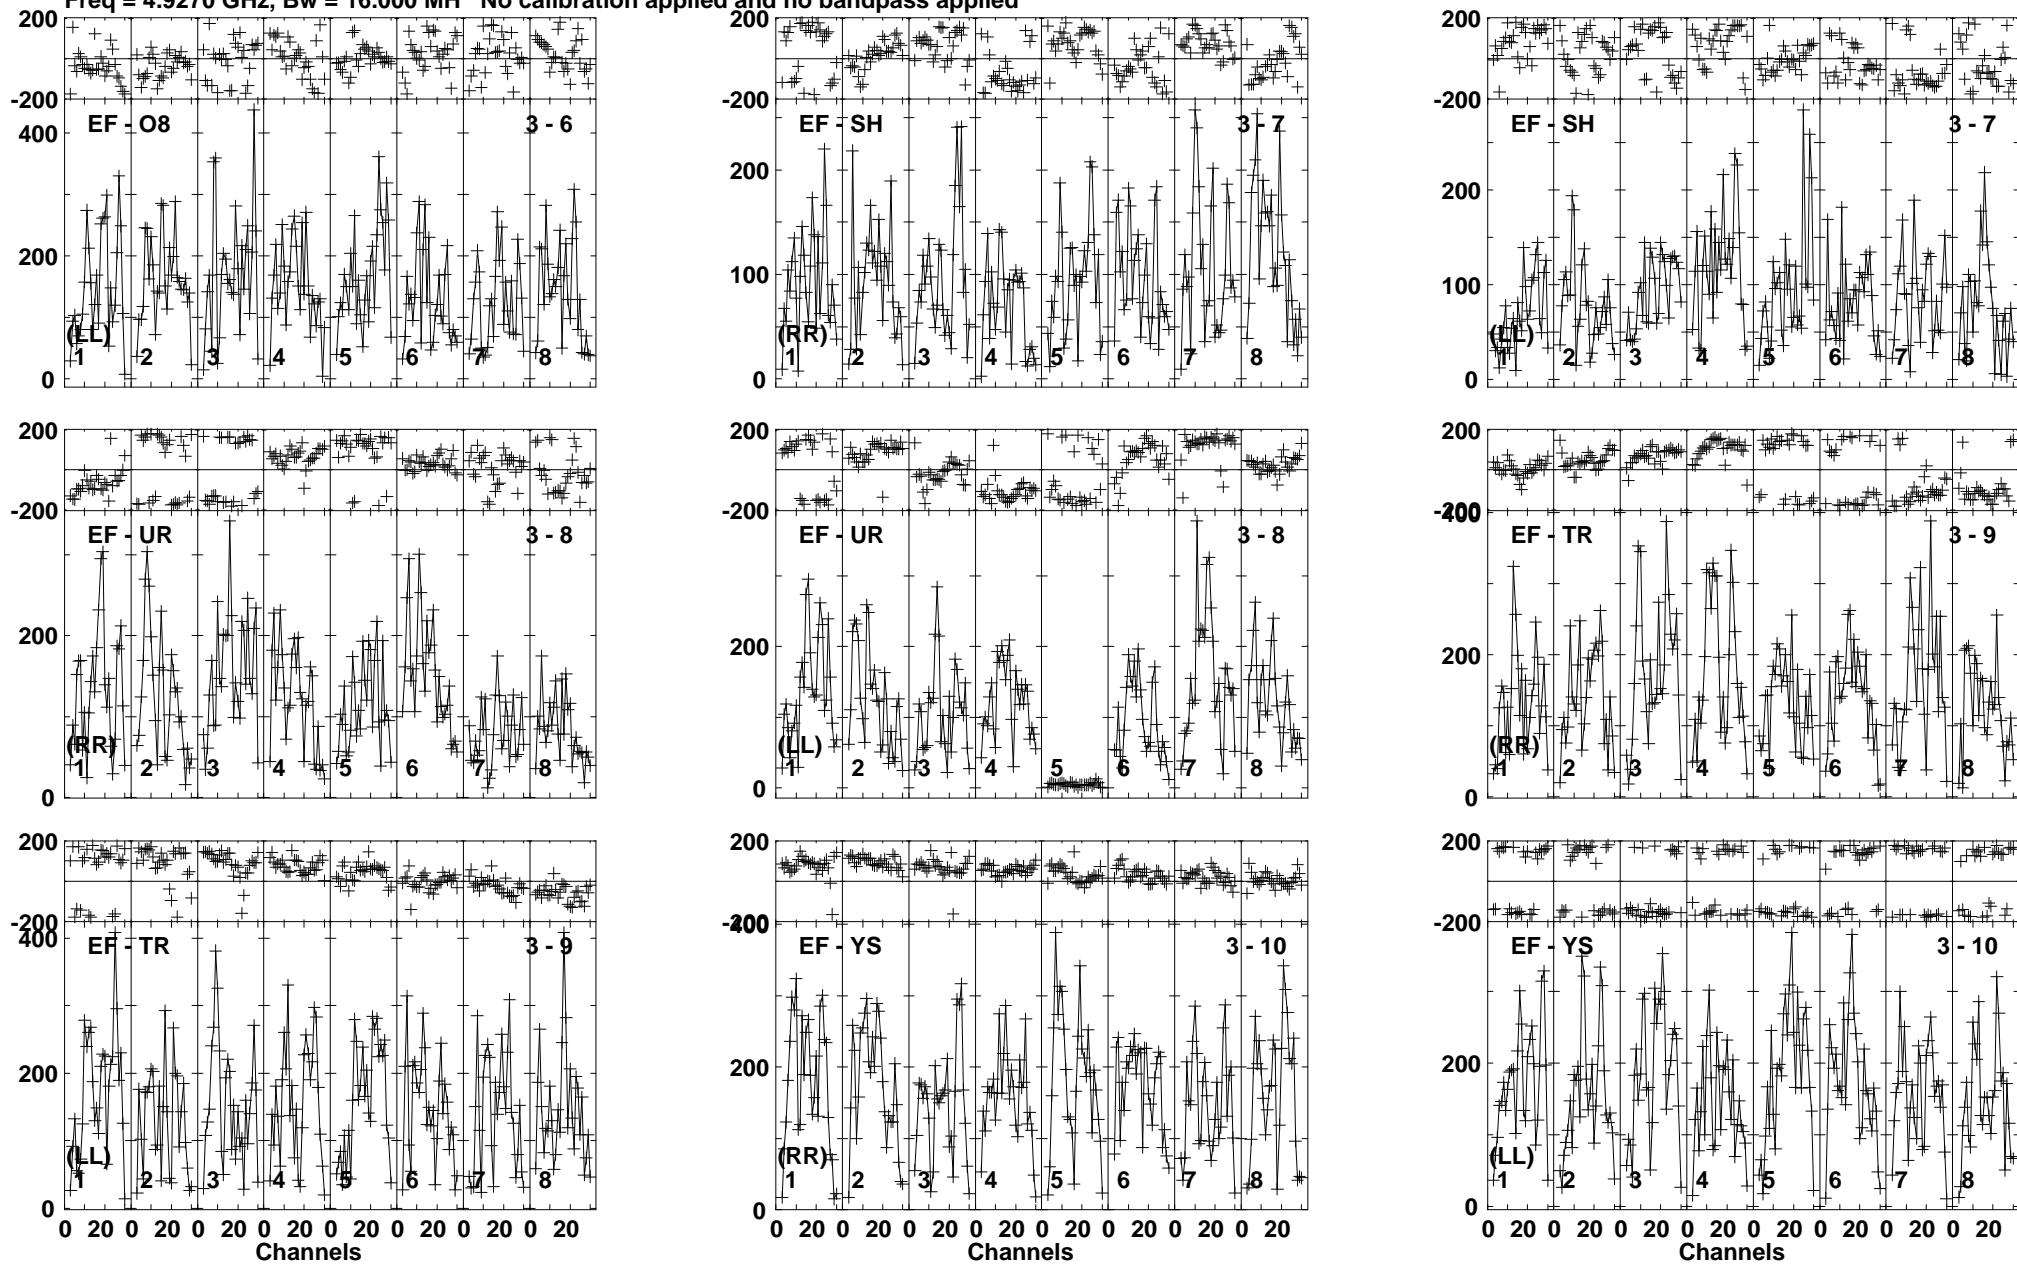 Freq = 4.9270 GHz, Bw = 16.000 MH No calibration applied and no bandpass applied
200 200 200
-200 -200 -200
EF - O8 3 - 6 EF - SH 3 - 7 EF - SH 3 - 7
400
200 200 200
100 100
(LL) (RR) (LL)
1 2 3 4 5 6 7 8 1 2 3 4 5 6 7 8 1 2 3 4 5 6 7 8
0 0 0
200 200 200
-200 -200 -200
400
EF - UR 3 - 8 EF - UR 3 - 8 EF - TR 3 - 9
200 200 200
(RR) (LL) (RR)
1 2 3 4 5 6 7 8 1 2 3 4 5 6 7 8 1 2 3 4 5 6 7 8
0 0 0
200 200 200
-200 -200 -200
400 400
EF - TR 3 - 9 EF - YS 3 - 10 EF - YS 3 - 10
200 200 200
(LL) (RR) (LL)
1 2 3 4 5 6 7 8 1 2 3 4 5 6 7 8 1 2 3 4 5 6 7 8
0 0 0
0 20 0 20 0 20 0 20 0 20 0 20 0 20 0 20 0 20 0 20 0 20 0 20 0 20 0 20 0 20 0 20 0 20 0 20 0 20 0 20 0 20 0 20 0 20 0 20
Channels Channels Channels